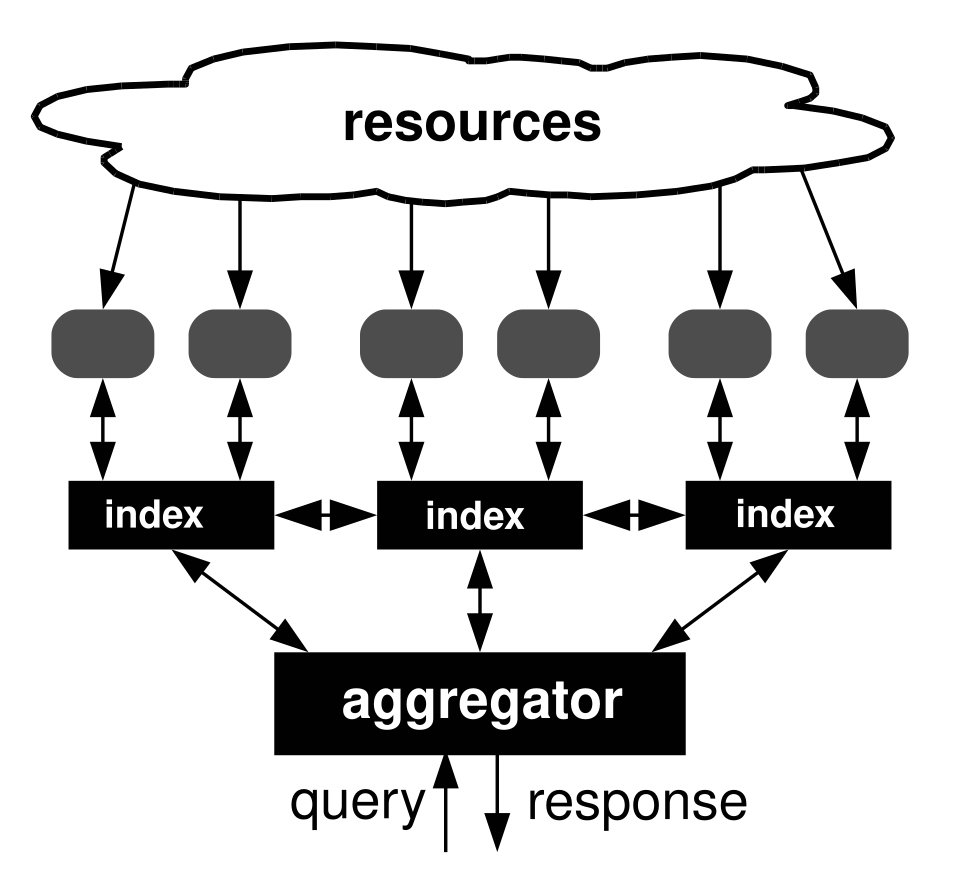 resources
index
index
index
aggregator
query
response